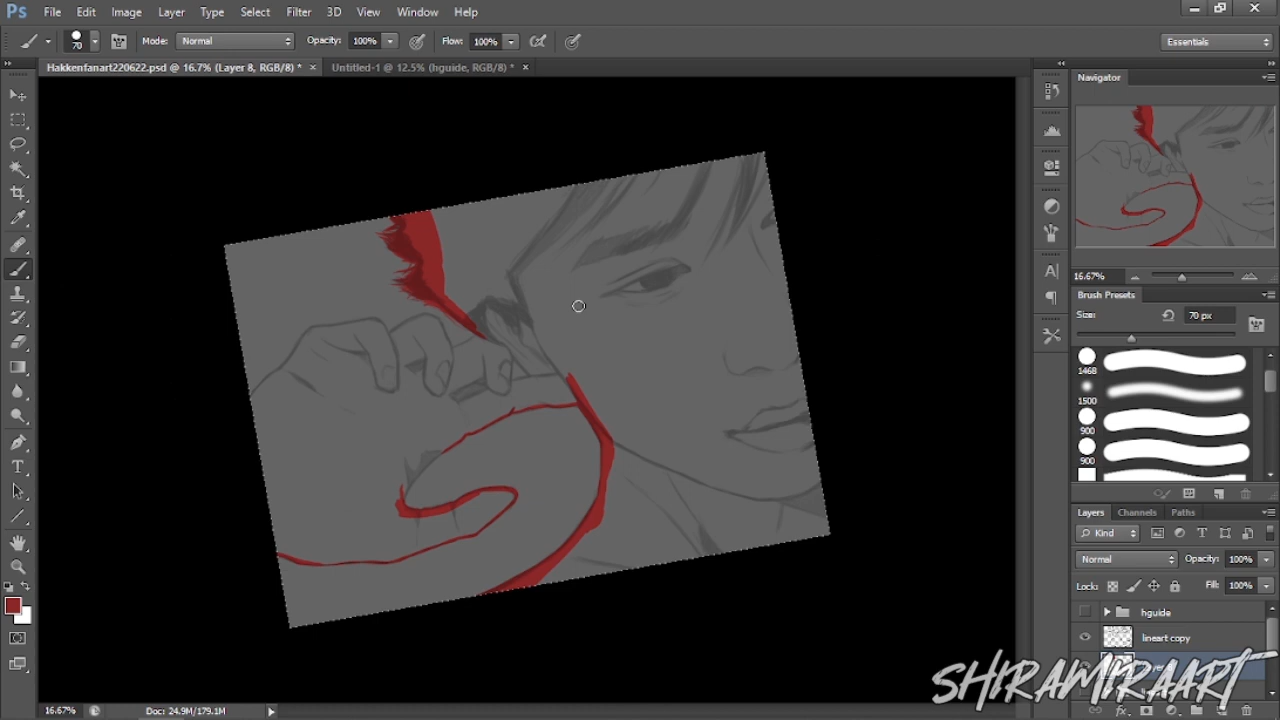 Ps File Edit Image Layer Type Select Filter 3D View Window Help
70 Mode: Normal Opacity: 100% Flow: 100% Essentials
Hakkenfanart220622.psd @ 16.7% (Layer 8, RGB/8) * × Untitled-1 @ 12.5% (hguide, RGB/8) * ×
Navigator
16.67%
Brush Presets
Size: 70 px
1468
1500
900
900
Layers Channels Paths
Kind
Normal Opacity: 100%
Lock: Fill: 100%
hguide
lineart copy
SHIRAMIRAART
16.67% Doc: 24.9M/179.1M